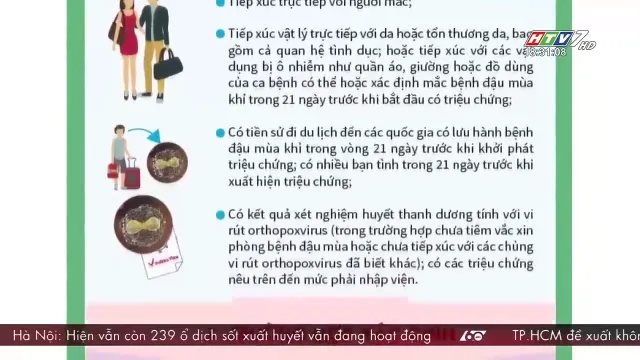 Tiếp xúc trực tiếp với người mắc;
HTV7 HD
18:31:08
Tiếp xúc vật lý trực tiếp với da hoặc tổn thương da, bao
gồm cả quan hệ tình dục; hoặc tiếp xúc với các vật
dụng bị ô nhiễm như quần áo, giường hoặc đồ dùng
của ca bệnh có thể hoặc xác định mắc bệnh đậu mùa
khỉ trong 21 ngày trước khi bắt đầu có triệu chứng;
Có tiền sử đi du lịch đến các quốc gia có lưu hành bệnh
đậu mùa khỉ trong vòng 21 ngày trước khi khởi phát
triệu chứng; có nhiều bạn tình trong 21 ngày trước khi
xuất hiện triệu chứng;
Có kết quả xét nghiệm huyết thanh dương tính với vi
rút orthopoxvirus (trong trường hợp chưa tiêm vắc xin
phòng bệnh đậu mùa hoặc chưa tiếp xúc với các chủng
vi rút orthopoxvirus đã biết khác); có các triệu chứng
nêu trên đến mức phải nhập viện.
Hà Nội: Hiện vẫn còn 239 ổ dịch sốt xuất huyết vẫn đang hoạt động
TP.HCM đề xuất khôn